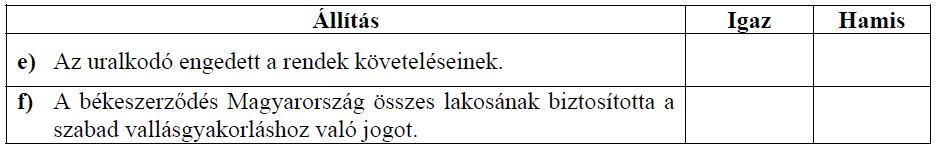 Állítás Igaz Hamis
e) Az uralkodó engedett a rendek követeléseinek.
f) A békeszerződés Magyarország összes lakosának biztosította a
szabad vallásgyakorláshoz való jogot.